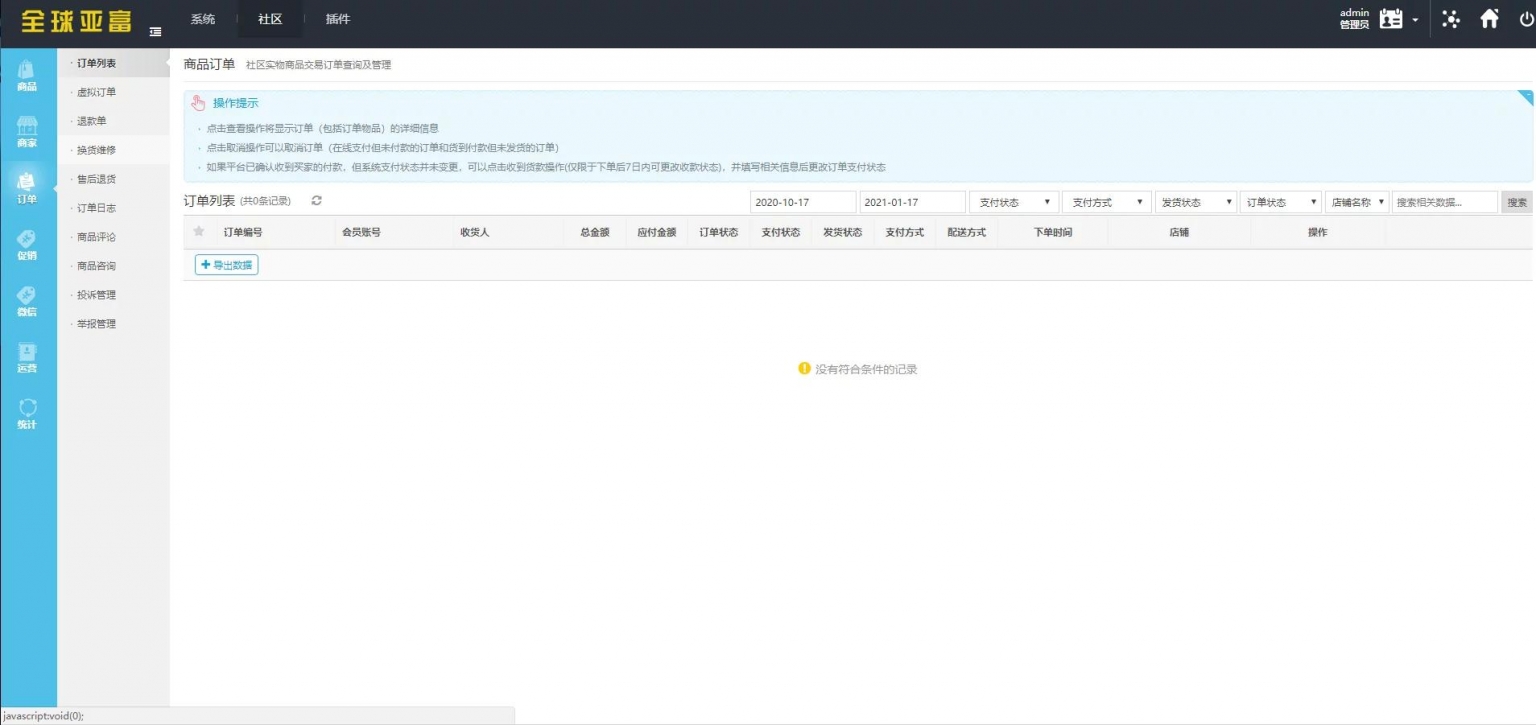 全球亚富
系统 社区 插件
admin
管理员
商品
商家
订单
促销
微信
运营
统计
· 订单列表
· 虚拟订单
· 退款单
· 换货维修
· 售后退货
· 订单日志
· 商品评论
· 商品咨询
· 投诉管理
· 举报管理
商品订单 社区实物商品交易订单查询及管理
操作提示
· 点击查看操作将显示订单（包括订单物品）的详细信息
· 点击取消操作可以取消订单（在线支付但未付款的订单和货到付款但未发货的订单）
· 如果平台已确认收到买家的付款，但系统支付状态并未变更，可以点击收到货款操作(仅限于下单后7日内可更改收款状态)，并填写相关信息后更改订单支付状态
订单列表 (共0条记录) 2020-10-17 2021-01-17 支付状态 支付方式 发货状态 订单状态 店铺名称 搜索相关数据... 搜索
订单编号 会员账号 收货人 总金额 应付金额 订单状态 支付状态 发货状态 支付方式 配送方式 下单时间 店铺 操作
导出数据
没有符合条件的记录
javascript:void(0);